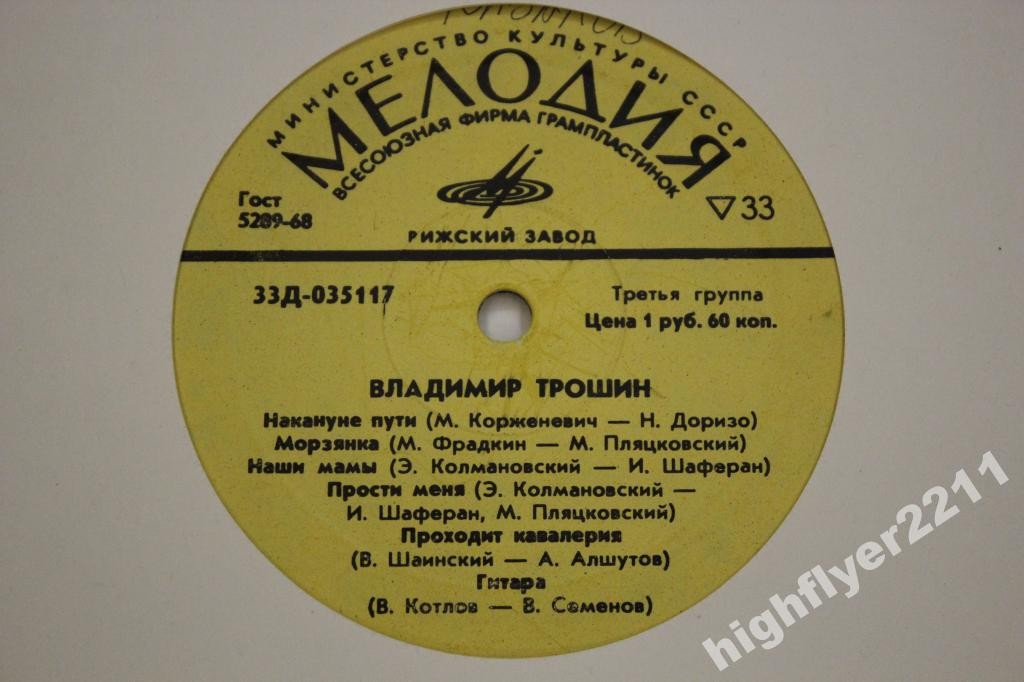 МИНИСТЕРСТВО КУЛЬТУРЫ СССР
МЕЛОДИЯ
ВСЕСОЮЗНАЯ ФИРМА ГРАМПЛАСТИНОК
Гост
5289-68
▽33
РИЖСКИЙ ЗАВОД
33Д-035117
Третья группа
Цена 1 руб. 60 коп.
ВЛАДИМИР ТРОШИН
Накануне пути (М. Корженевич — Н. Доризо)
Морзянка (М. Фрадкин — М. Пляцковский)
Наши мамы (Э. Колмановский — И. Шаферан)
Прости меня (Э. Колмановский —
И. Шаферан, М. Пляцковский)
Проходит кавалерия
(В. Шаинский — А. Алшутов)
Гитара
(В. Котлов — В. Семенов)
highflyer2211